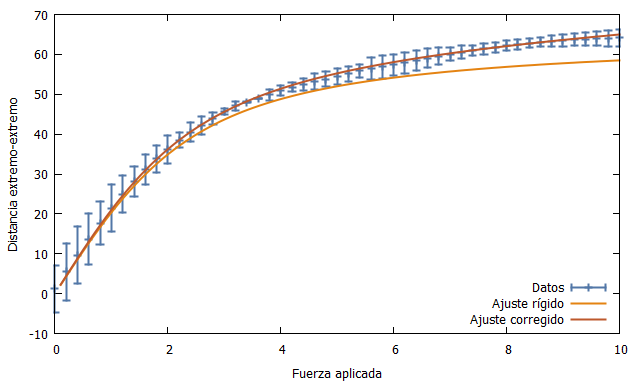 70
60
50
40
30
20
10
0
-10
Distancia extremo-extremo
Datos
Ajuste rígido
Ajuste corregido
0 2 4 6 8 10
Fuerza aplicada